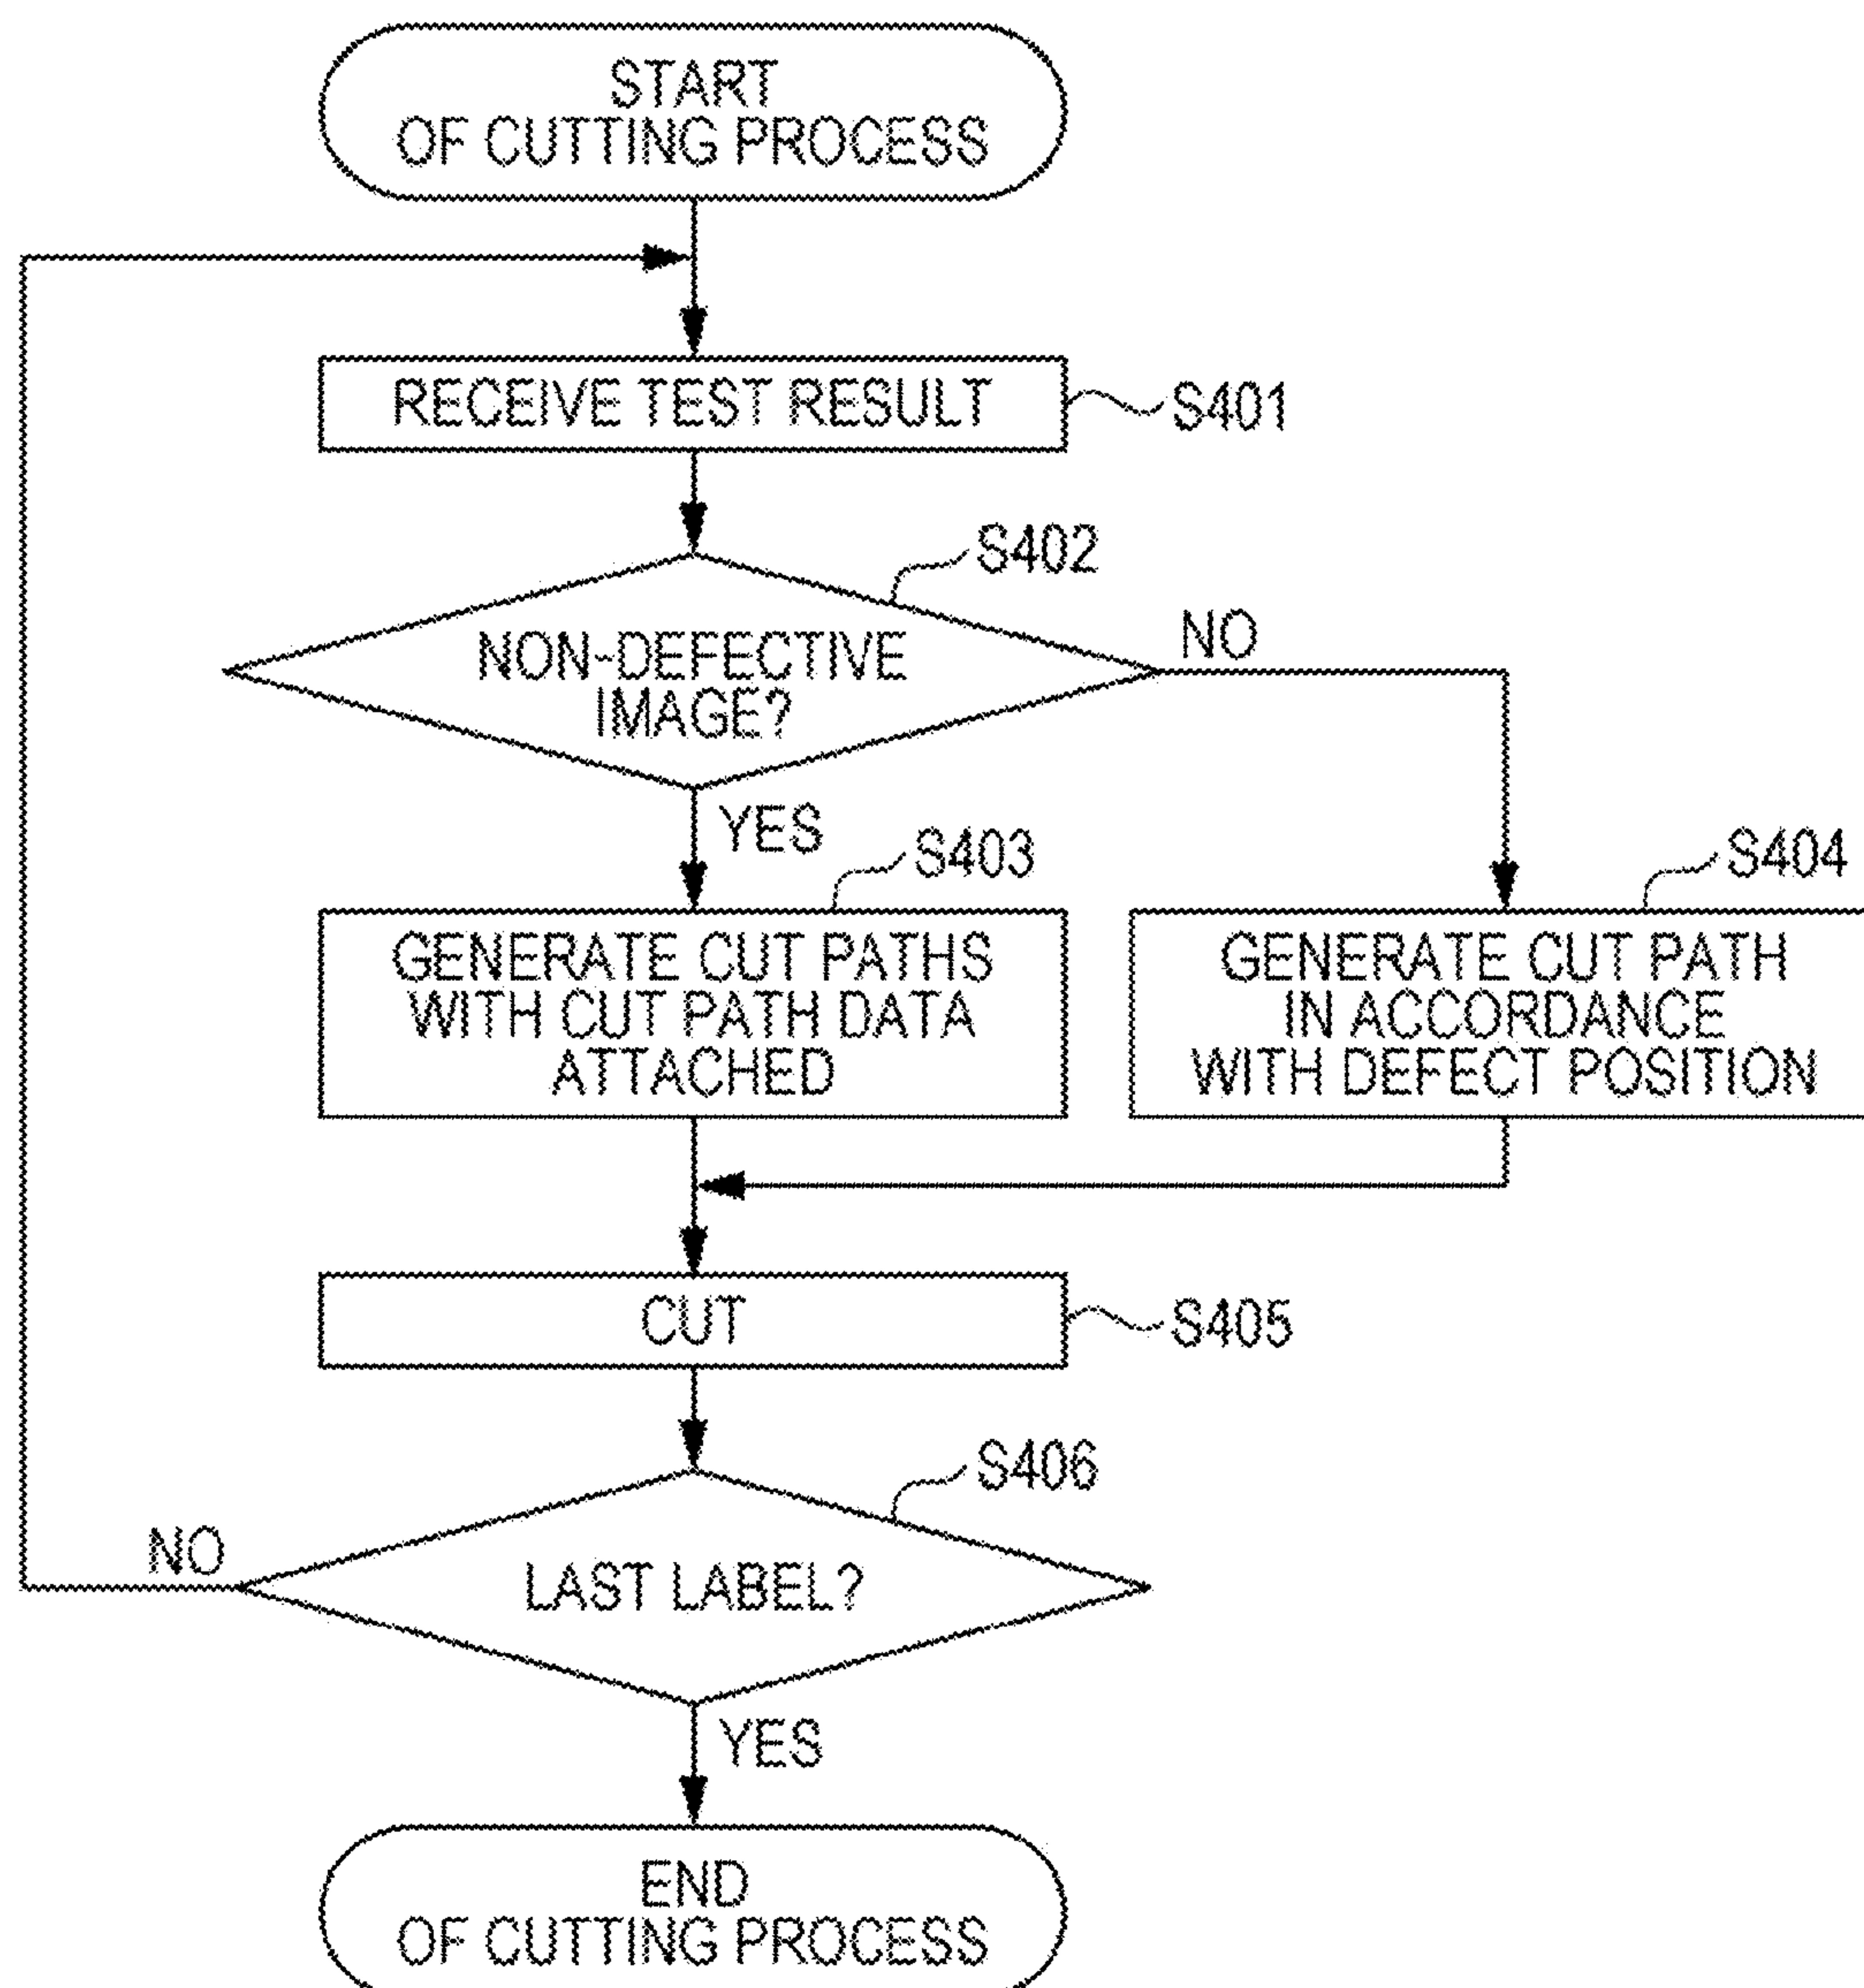 START
OF CUTTING PROCESS
RECEIVE TEST RESULT
S401
S402
NON-DEFECTIVE
IMAGE?
NO
YES
S403
S404
GENERATE CUT PATHS
WITH CUT PATH DATA
ATTACHED
GENERATE CUT PATH
IN ACCORDANCE
WITH DEFECT POSITION
CUT
S405
S406
NO
LAST LABEL?
YES
END
OF CUTTING PROCESS